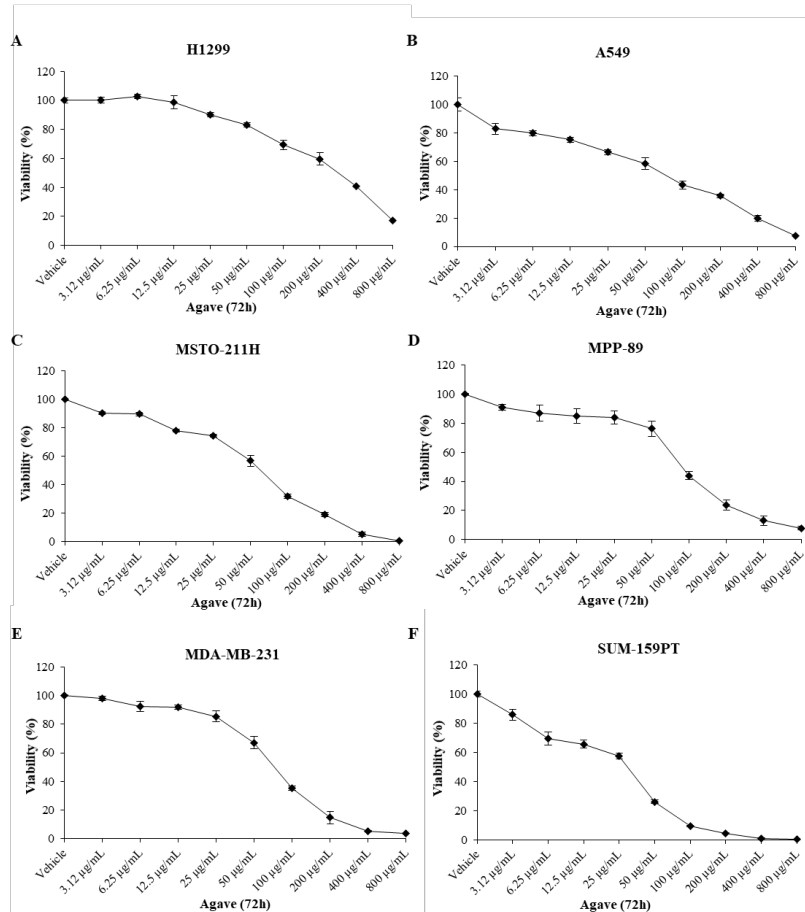 A
H1299
Viability (%)
120
100
80
60
40
20
0
Vehicle
3.12 µg/mL
6.25 µg/mL
12.5 µg/mL
25 µg/mL
50 µg/mL
100 µg/mL
200 µg/mL
400 µg/mL
800 µg/mL
Agave (72h)
B
A549
Viability (%)
120
100
80
60
40
20
0
Vehicle
3.12 µg/mL
6.25 µg/mL
12.5 µg/mL
25 µg/mL
50 µg/mL
100 µg/mL
200 µg/mL
400 µg/mL
800 µg/mL
Agave (72h)
C
MSTO-211H
Viability (%)
120
100
80
60
40
20
0
Vehicle
3.12 µg/mL
6.25 µg/mL
12.5 µg/mL
25 µg/mL
50 µg/mL
100 µg/mL
200 µg/mL
400 µg/mL
800 µg/mL
Agave (72h)
D
MPP-89
Viability (%)
120
100
80
60
40
20
0
Vehicle
3.12 µg/mL
6.25 µg/mL
12.5 µg/mL
25 µg/mL
50 µg/mL
100 µg/mL
200 µg/mL
400 µg/mL
800 µg/mL
Agave (72h)
E
MDA-MB-231
Viability (%)
120
100
80
60
40
20
0
Vehicle
3.12 µg/mL
6.25 µg/mL
12.5 µg/mL
25 µg/mL
50 µg/mL
100 µg/mL
200 µg/mL
400 µg/mL
800 µg/mL
Agave (72h)
F
SUM-159PT
Viability (%)
120
100
80
60
40
20
0
Vehicle
3.12 µg/mL
6.25 µg/mL
12.5 µg/mL
25 µg/mL
50 µg/mL
100 µg/mL
200 µg/mL
400 µg/mL
800 µg/mL
Agave (72h)